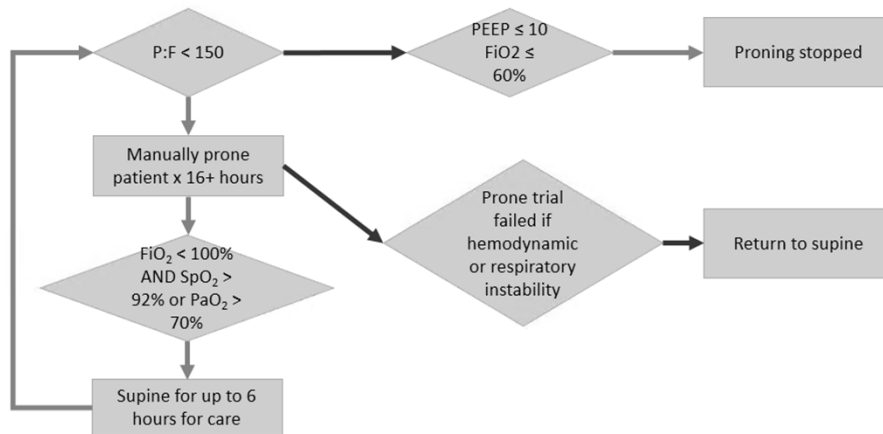 P:F < 150
PEEP ≤ 10
FiO2 ≤
60%
Proning stopped
Manually prone
patient x 16+ hours
Prone trial
failed if
hemodynamic
or respiratory
instability
Return to supine
FiO₂ < 100%
AND SpO₂ >
92% or PaO₂ >
70%
Supine for up to 6
hours for care